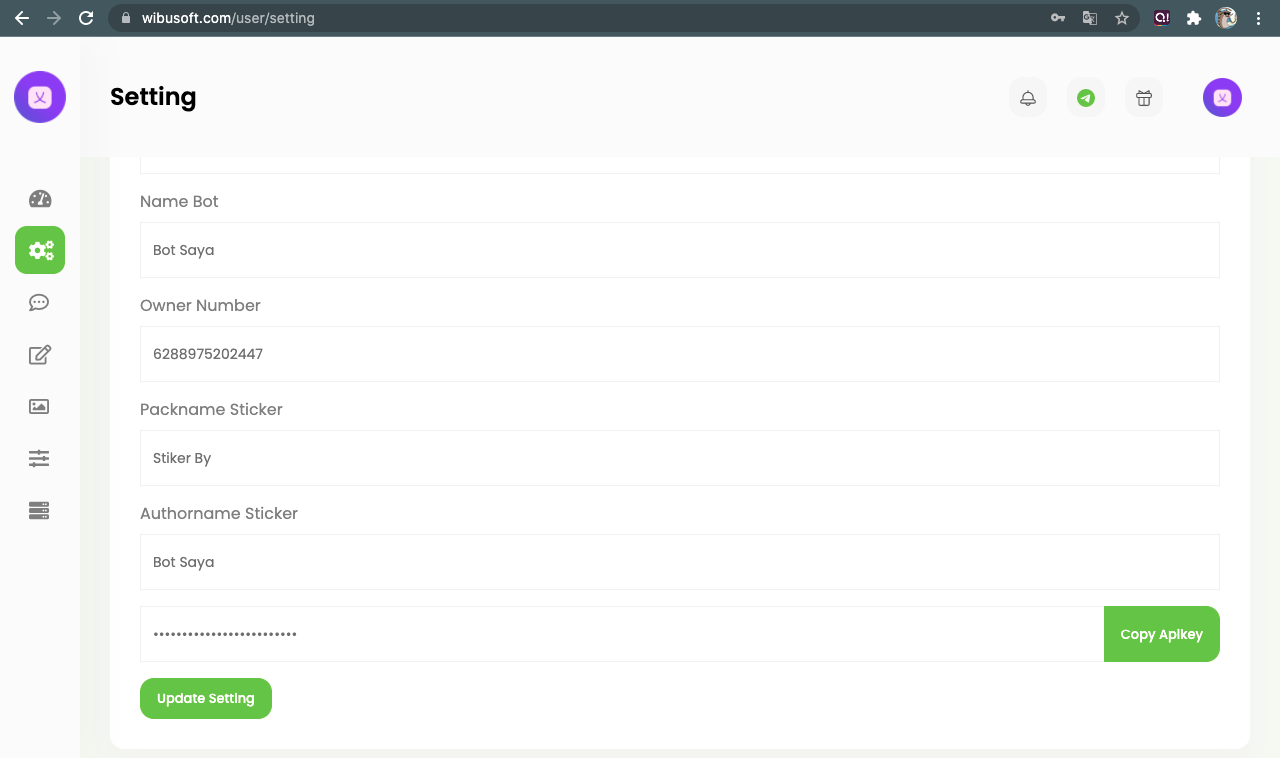 wibusoft.com/user/setting
Setting
Name Bot
Bot Saya
Owner Number
6288975202447
Packname Sticker
Stiker By
Authorname Sticker
Bot Saya
•••••••••••••••••••••••••
Copy Apikey
Update Setting